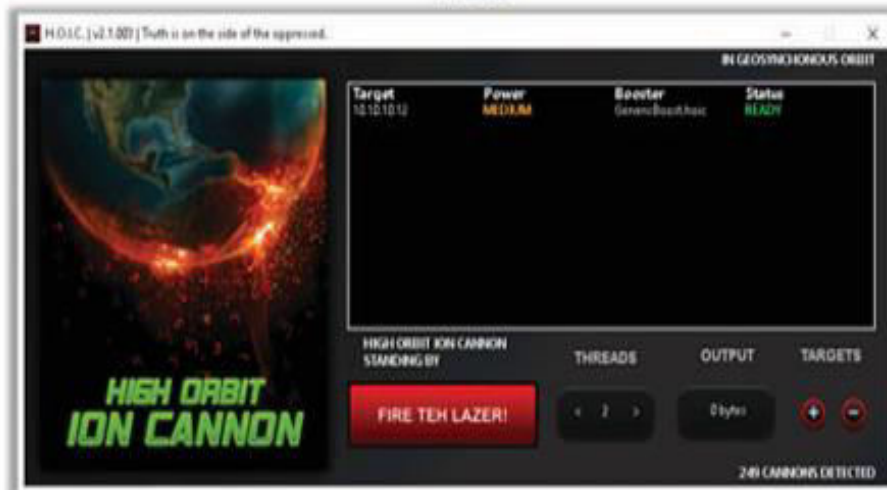 H.O.I.C. | v2.1.003 | Truth is on the side of the oppressed.
IN GEOSYNCHONOUS ORBIT
Target Power Booster Status
10.10.10.12 MEDIUM GenericBoost.hoic READY
HIGH ORBIT
ION CANNON
HIGH ORBIT ION CANNON
STANDING BY
THREADS OUTPUT TARGETS
FIRE TEH LAZER!
< 2 >
0 bytes
+ −
249 CANNONS DETECTED